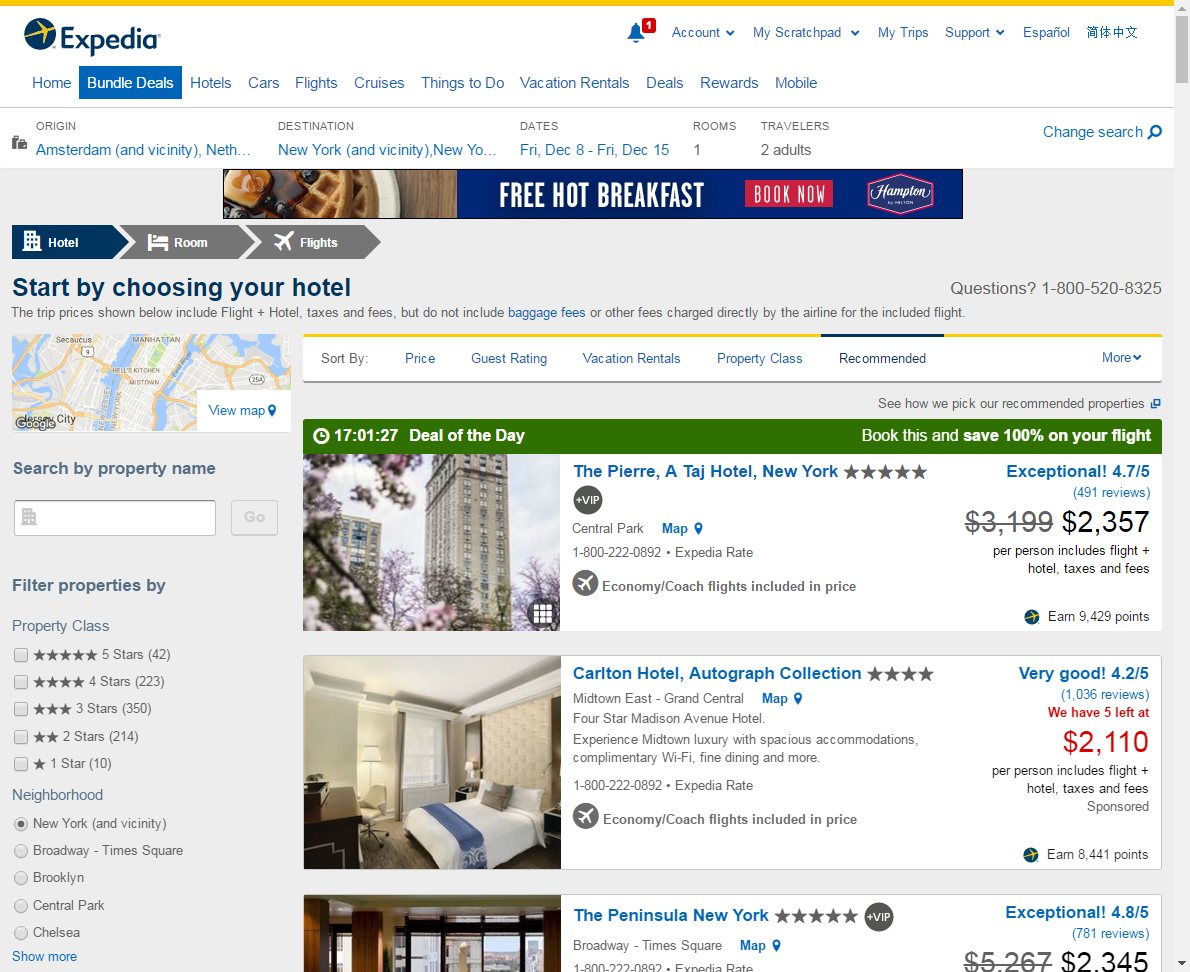 Expedia
1
Account
My Scratchpad
My Trips
Support
Español
简体中文
Home
Bundle Deals
Hotels
Cars
Flights
Cruises
Things to Do
Vacation Rentals
Deals
Rewards
Mobile
ORIGIN
Amsterdam (and vicinity), Neth...
DESTINATION
New York (and vicinity),New Yo...
DATES
Fri, Dec 8 - Fri, Dec 15
ROOMS
1
TRAVELERS
2 adults
Change search
FREE HOT BREAKFAST
BOOK NOW
Hampton
by HILTON
Hotel
Room
Flights
Start by choosing your hotel
Questions? 1-800-520-8325
The trip prices shown below include Flight + Hotel, taxes and fees, but do not include baggage fees or other fees charged directly by the airline for the included flight.
Secaucus
MANHATTAN
9
HELL'S KITCHEN
MIDTOWN
25A
NEW JERSEY
NEW YORK
Jersey City
Google
View map
Search by property name
Go
Filter properties by
Property Class
5 Stars (42)
4 Stars (223)
3 Stars (350)
2 Stars (214)
1 Star (10)
Neighborhood
New York (and vicinity)
Broadway - Times Square
Brooklyn
Central Park
Chelsea
Show more
Sort By:
Price
Guest Rating
Vacation Rentals
Property Class
Recommended
More
See how we pick our recommended properties
17:01:27 Deal of the Day
Book this and save 100% on your flight
The Pierre, A Taj Hotel, New York
+VIP
Central Park
Map
1-800-222-0892 • Expedia Rate
Economy/Coach flights included in price
Exceptional! 4.7/5
(491 reviews)
$3,199 $2,357
per person includes flight +
hotel, taxes and fees
Earn 9,429 points
Carlton Hotel, Autograph Collection
Midtown East - Grand Central
Map
Four Star Madison Avenue Hotel.
Experience Midtown luxury with spacious accommodations,
complimentary Wi-Fi, fine dining and more.
1-800-222-0892 • Expedia Rate
Economy/Coach flights included in price
Very good! 4.2/5
(1,036 reviews)
We have 5 left at
$2,110
per person includes flight +
hotel, taxes and fees
Sponsored
Earn 8,441 points
The Peninsula New York
+VIP
Broadway - Times Square
Map
1-800-222-0892 • Expedia Rate
Exceptional! 4.8/5
(781 reviews)
$5,267 $2,345